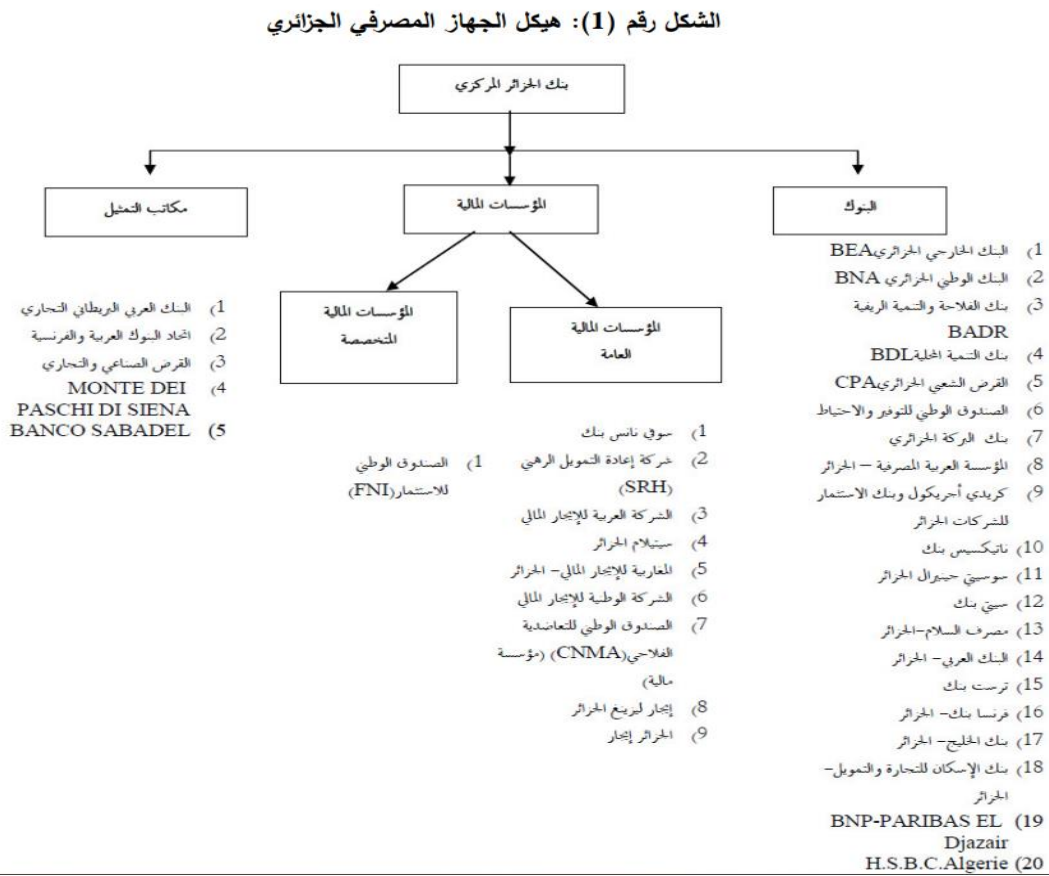 الشكل رقم (1): هيكل الجهاز المصرفي الجزائري
بنك الجزائر المركزي
البنوك
المؤسسات المالية
مكاتب التمثيل
المؤسسات المالية
العامة
المؤسسات المالية
المتخصصة
1) البنك الخارجي الجزائريBEA
2) البنك الوطني الجزائري BNA
3) بنك الفلاحة والتنمية الريفية
BADR
4) بنك التنمية المحليةBDL
5) القرض الشعبي الجزائريCPA
6) الصندوق الوطني للتوفير والاحتياط
7) بنك البركة الجزائري
8) المؤسسة العربية المصرفية – الجزائر
9) كريدي أجريكول وبنك الاستثمار
للشركات الجزائر
10) ناتيكسيس بنك
11) سوسيتي جينيرال الجزائر
12) سيتي بنك
13) مصرف السلام-الجزائر
14) البنك العربي- الجزائر
15) ترست بنك
16) فرنسا بنك- الجزائر
17) بنك الخليج- الجزائر
18) بنك الإسكان للتجارة والتمويل-
الجزائر
19) BNP-PARIBAS EL
Djazair
20) H.S.B.C.Algerie
1) سوفي نانس بنك
2) شركة إعادة التمويل الرهني
(SRH)
3) الشركة العربية للإيجار المالي
4) سيتيلام الجزائر
5) المغاربية للإيجار المالي- الجزائر
6) الشركة الوطنية للإيجار المالي
7) الصندوق الوطني للتعاضدية
الفلاحي(CNMA) (مؤسسة
مالية)
8) إيجار ليزينغ الجزائر
9) الجزائر إيجار
1) الصندوق الوطني
للاستثمار(FNI)
1) البنك العربي البريطاني التجاري
2) اتحاد البنوك العربية والفرنسية
3) القرض الصناعي والتجاري
4) MONTE DEI
PASCHI DI SIENA
5) BANCO SABADEL